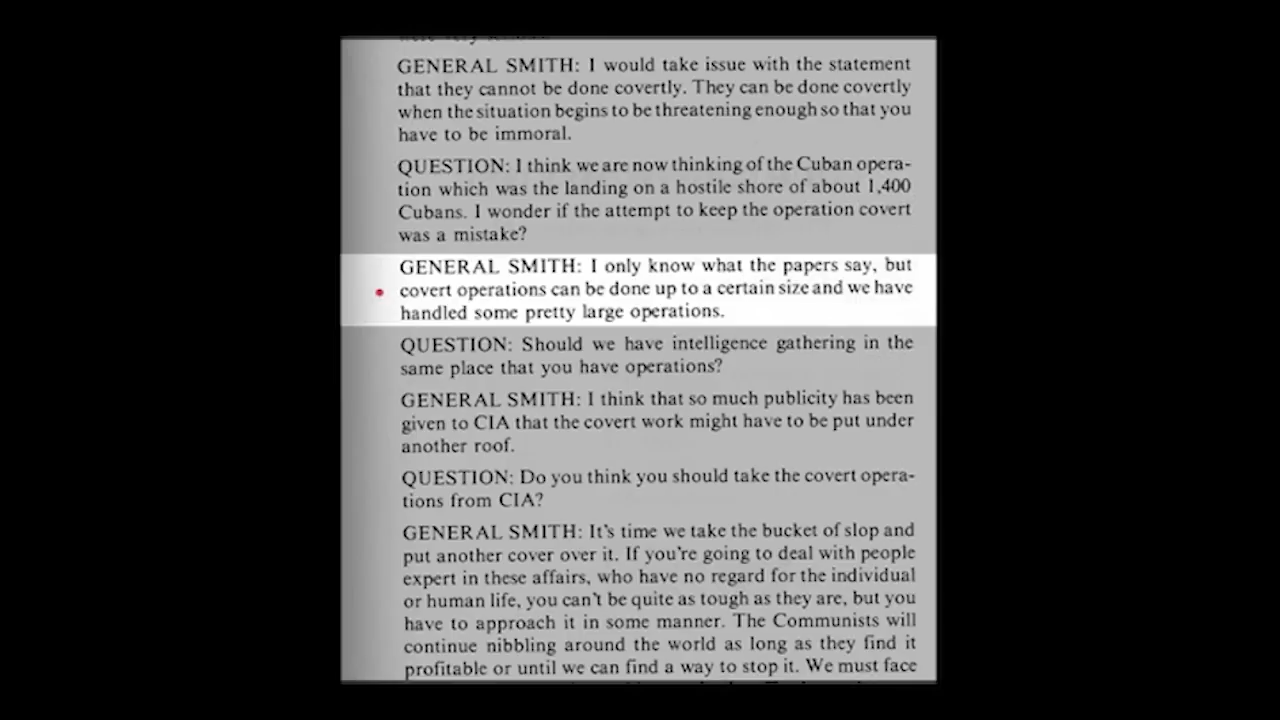 GENERAL SMITH: I would take issue with the statement
that they cannot be done covertly. They can be done covertly
when the situation begins to be threatening enough so that you
have to be immoral.
QUESTION: I think we are now thinking of the Cuban opera-
tion which was the landing on a hostile shore of about 1,400
Cubans. I wonder if the attempt to keep the operation covert
was a mistake?
GENERAL SMITH: I only know what the papers say, but
covert operations can be done up to a certain size and we have
handled some pretty large operations.
QUESTION: Should we have intelligence gathering in the
same place that you have operations?
GENERAL SMITH: I think that so much publicity has been
given to CIA that the covert work might have to be put under
another roof.
QUESTION: Do you think you should take the covert opera-
tions from CIA?
GENERAL SMITH: It's time we take the bucket of slop and
put another cover over it. If you're going to deal with people
expert in these affairs, who have no regard for the individual
or human life, you can't be quite as tough as they are, but you
have to approach it in some manner. The Communists will
continue nibbling around the world as long as they find it
profitable or until we can find a way to stop it. We must face